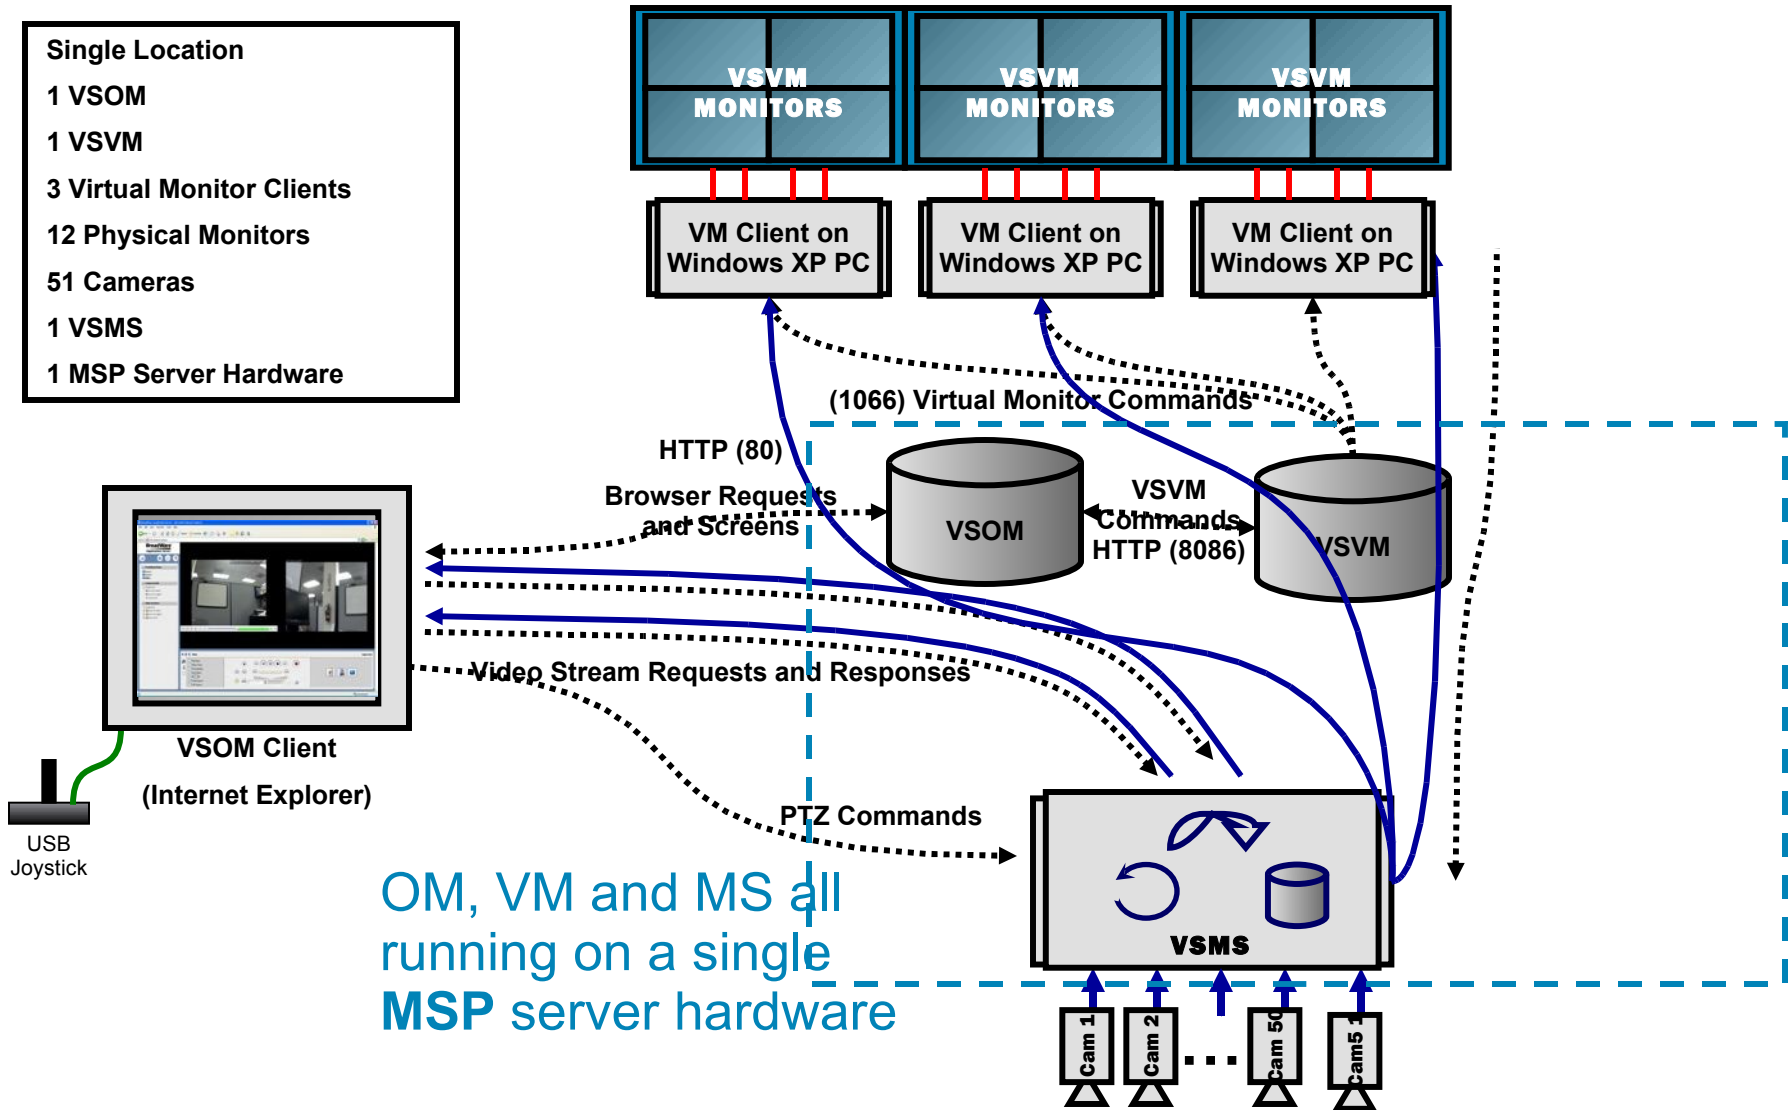 Single Location
1 VSOM
1 VSVM
3 Virtual Monitor Clients
12 Physical Monitors
51 Cameras
1 VSMS
1 MSP Server Hardware
VSVM
MONITORS
VSVM
MONITORS
VSVM
MONITORS
VM Client on
Windows XP PC
VM Client on
Windows XP PC
VM Client on
Windows XP PC
(1066) Virtual Monitor Commands
HTTP (80)
Browser Requests
and Screens
VSOM
VSVM
Commands
HTTP (8086)
VSVM
Video Stream Requests and Responses
VSOM Client
(Internet Explorer)
USB
Joystick
PTZ Commands
OM, VM and MS all
running on a single
MSP server hardware
VSMS
Cam 1
Cam 2
Cam 50
Cam5 1